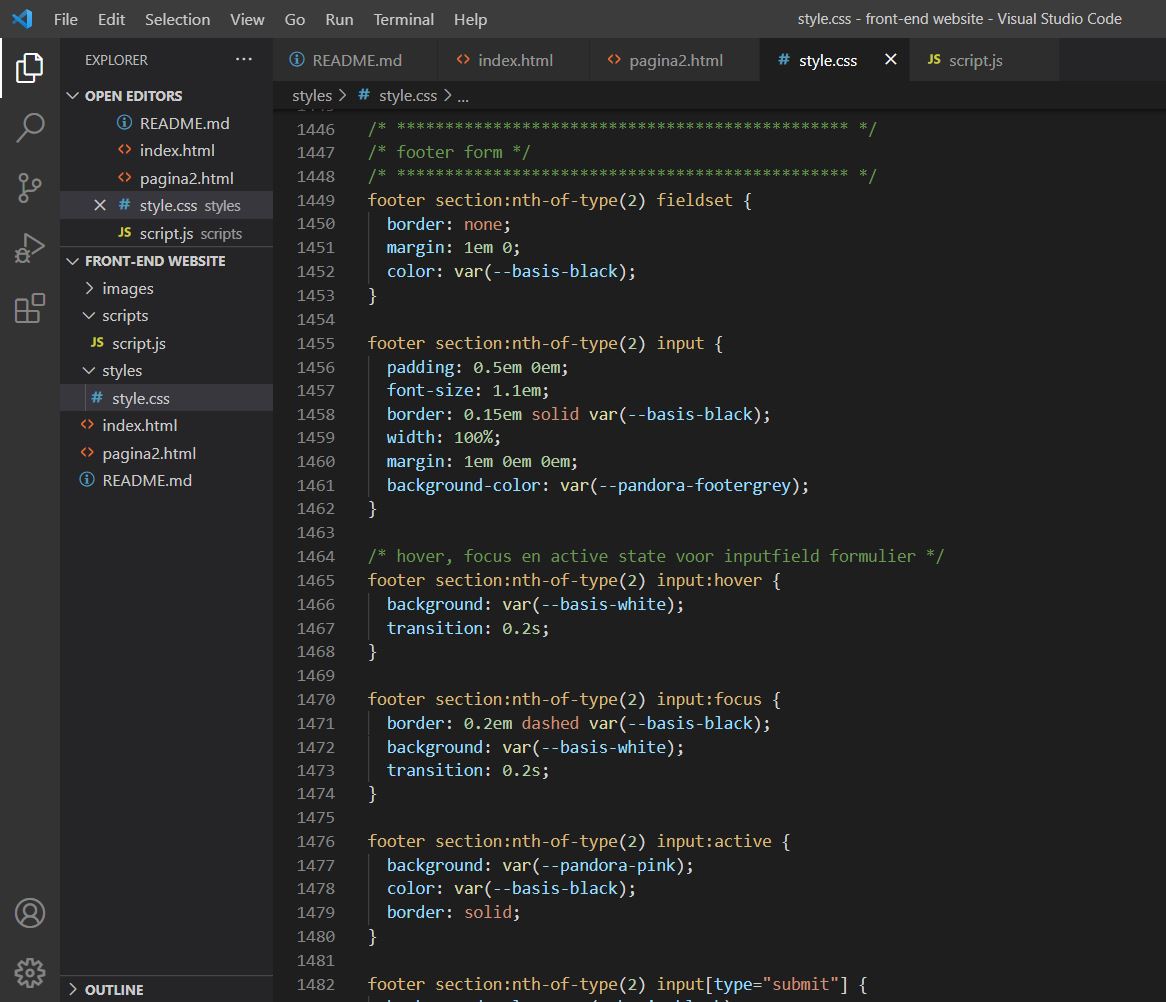 File Edit Selection View Go Run Terminal Help style.css - front-end website - Visual Studio Code
EXPLORER ...
README.md index.html pagina2.html # style.css × JS script.js
OPEN EDITORS
styles > # style.css > ...
README.md
index.html
pagina2.html
× # style.css styles
JS script.js scripts
FRONT-END WEBSITE
> images
scripts
JS script.js
styles
# style.css
index.html
pagina2.html
README.md
> OUTLINE
1446 /* *********************************************** */
1447 /* footer form */
1448 /* *********************************************** */
1449 footer section:nth-of-type(2) fieldset {
1450 border: none;
1451 margin: 1em 0;
1452 color: var(--basis-black);
1453 }
1454
1455 footer section:nth-of-type(2) input {
1456 padding: 0.5em 0em;
1457 font-size: 1.1em;
1458 border: 0.15em solid var(--basis-black);
1459 width: 100%;
1460 margin: 1em 0em 0em;
1461 background-color: var(--pandora-footergrey);
1462 }
1463
1464 /* hover, focus en active state voor inputfield formulier */
1465 footer section:nth-of-type(2) input:hover {
1466 background: var(--basis-white);
1467 transition: 0.2s;
1468 }
1469
1470 footer section:nth-of-type(2) input:focus {
1471 border: 0.2em dashed var(--basis-black);
1472 background: var(--basis-white);
1473 transition: 0.2s;
1474 }
1475
1476 footer section:nth-of-type(2) input:active {
1477 background: var(--pandora-pink);
1478 color: var(--basis-black);
1479 border: solid;
1480 }
1481
1482 footer section:nth-of-type(2) input[type="submit"] {